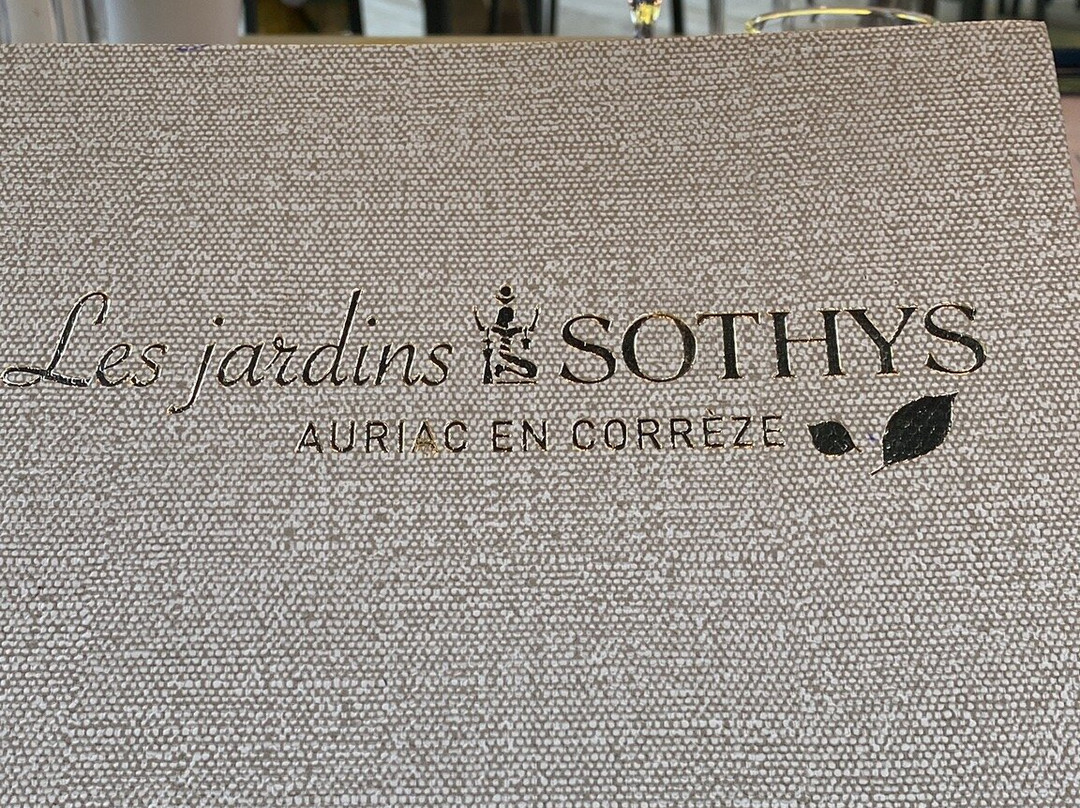 Les jardins SOTHYS
AURIAC EN CORRÈZE